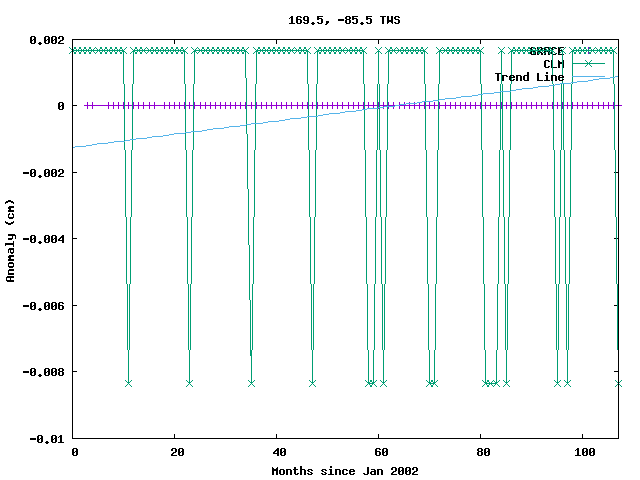 169.5, -85.5 TWS
0.002
GRACE
CLM
Trend Line
0
-0.002
-0.004
Anomaly (cm)
-0.006
-0.008
-0.01
0 20 40 60 80 100
Months since Jan 2002